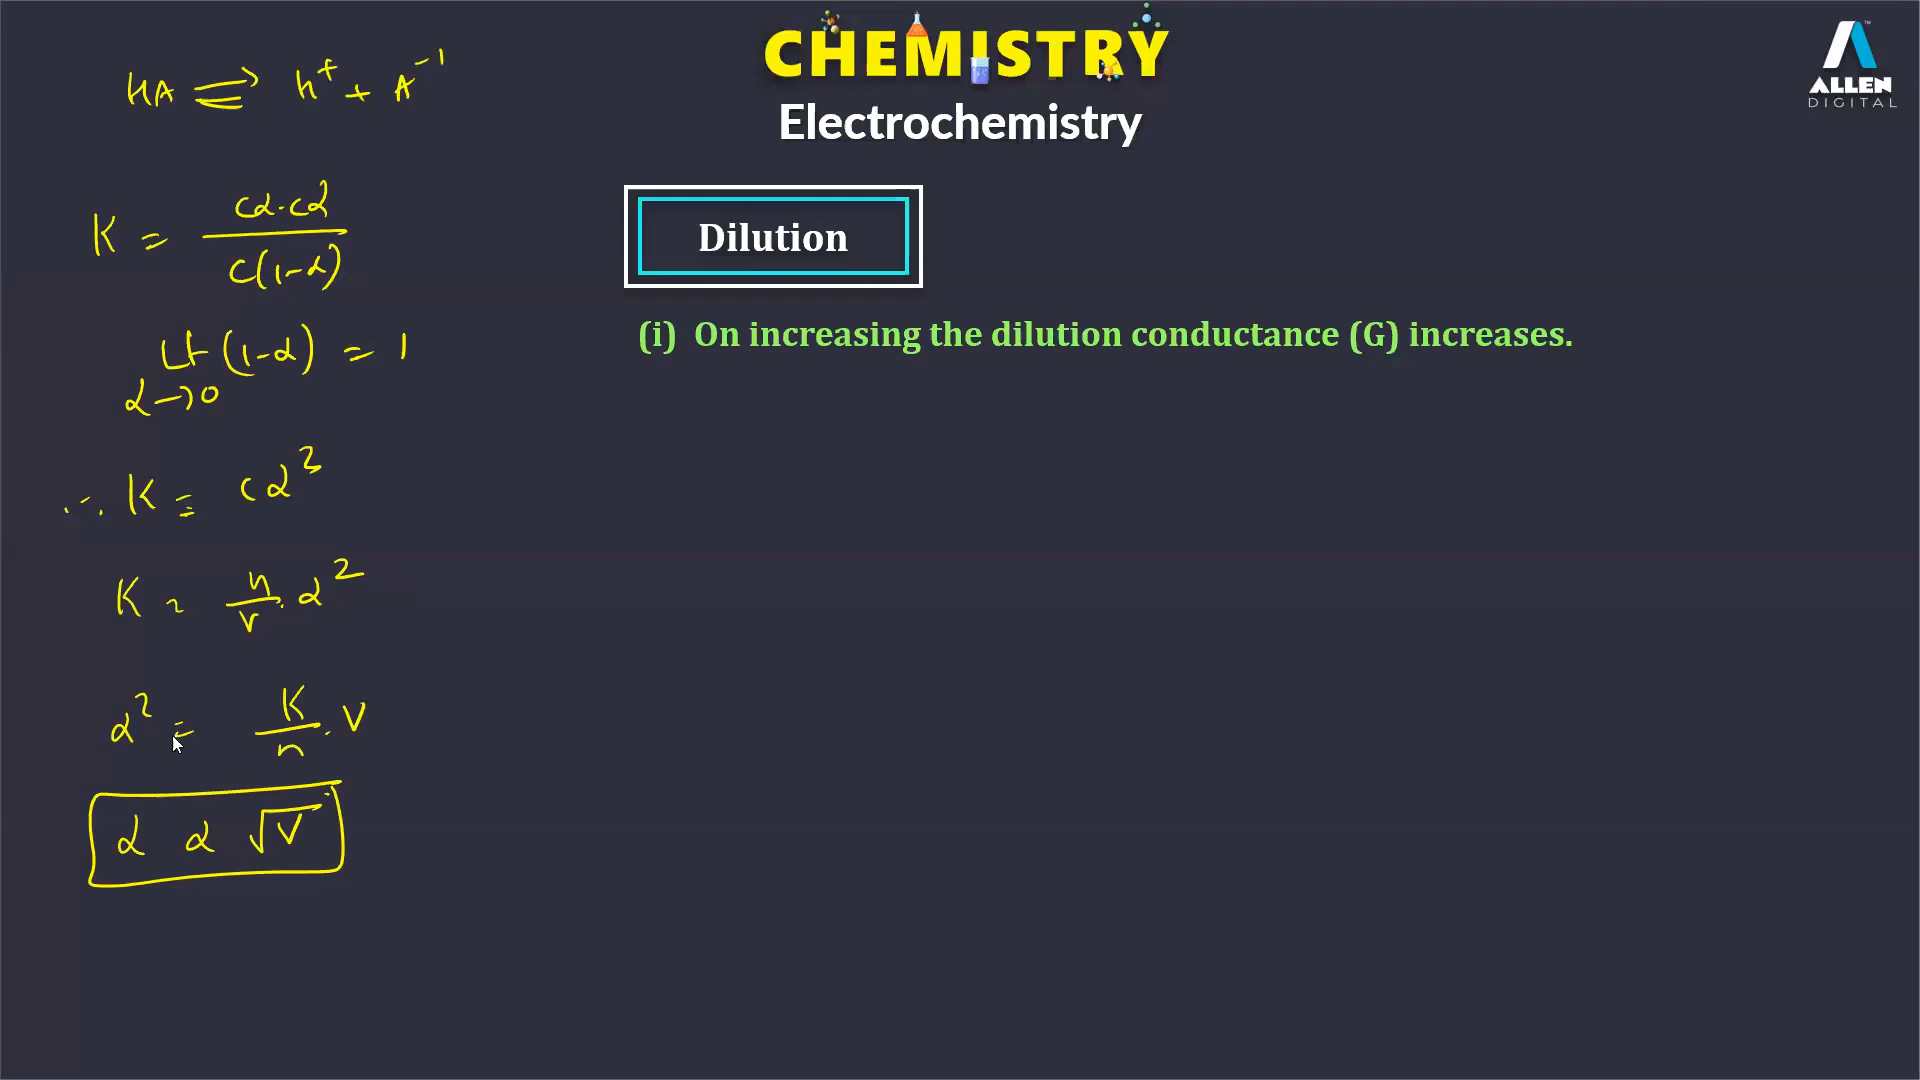 CHEMISTRY
Electrochemistry
ALLEN
DIGITAL
HA ⇌ h⁺ + A⁻¹
K = cα·cα / c(1-α)
Lt (1-α) = 1
α→0
∴ K = cα²
K = n/v · α²
α² = K/n · V
α α √V
Dilution
(i) On increasing the dilution conductance (G) increases.